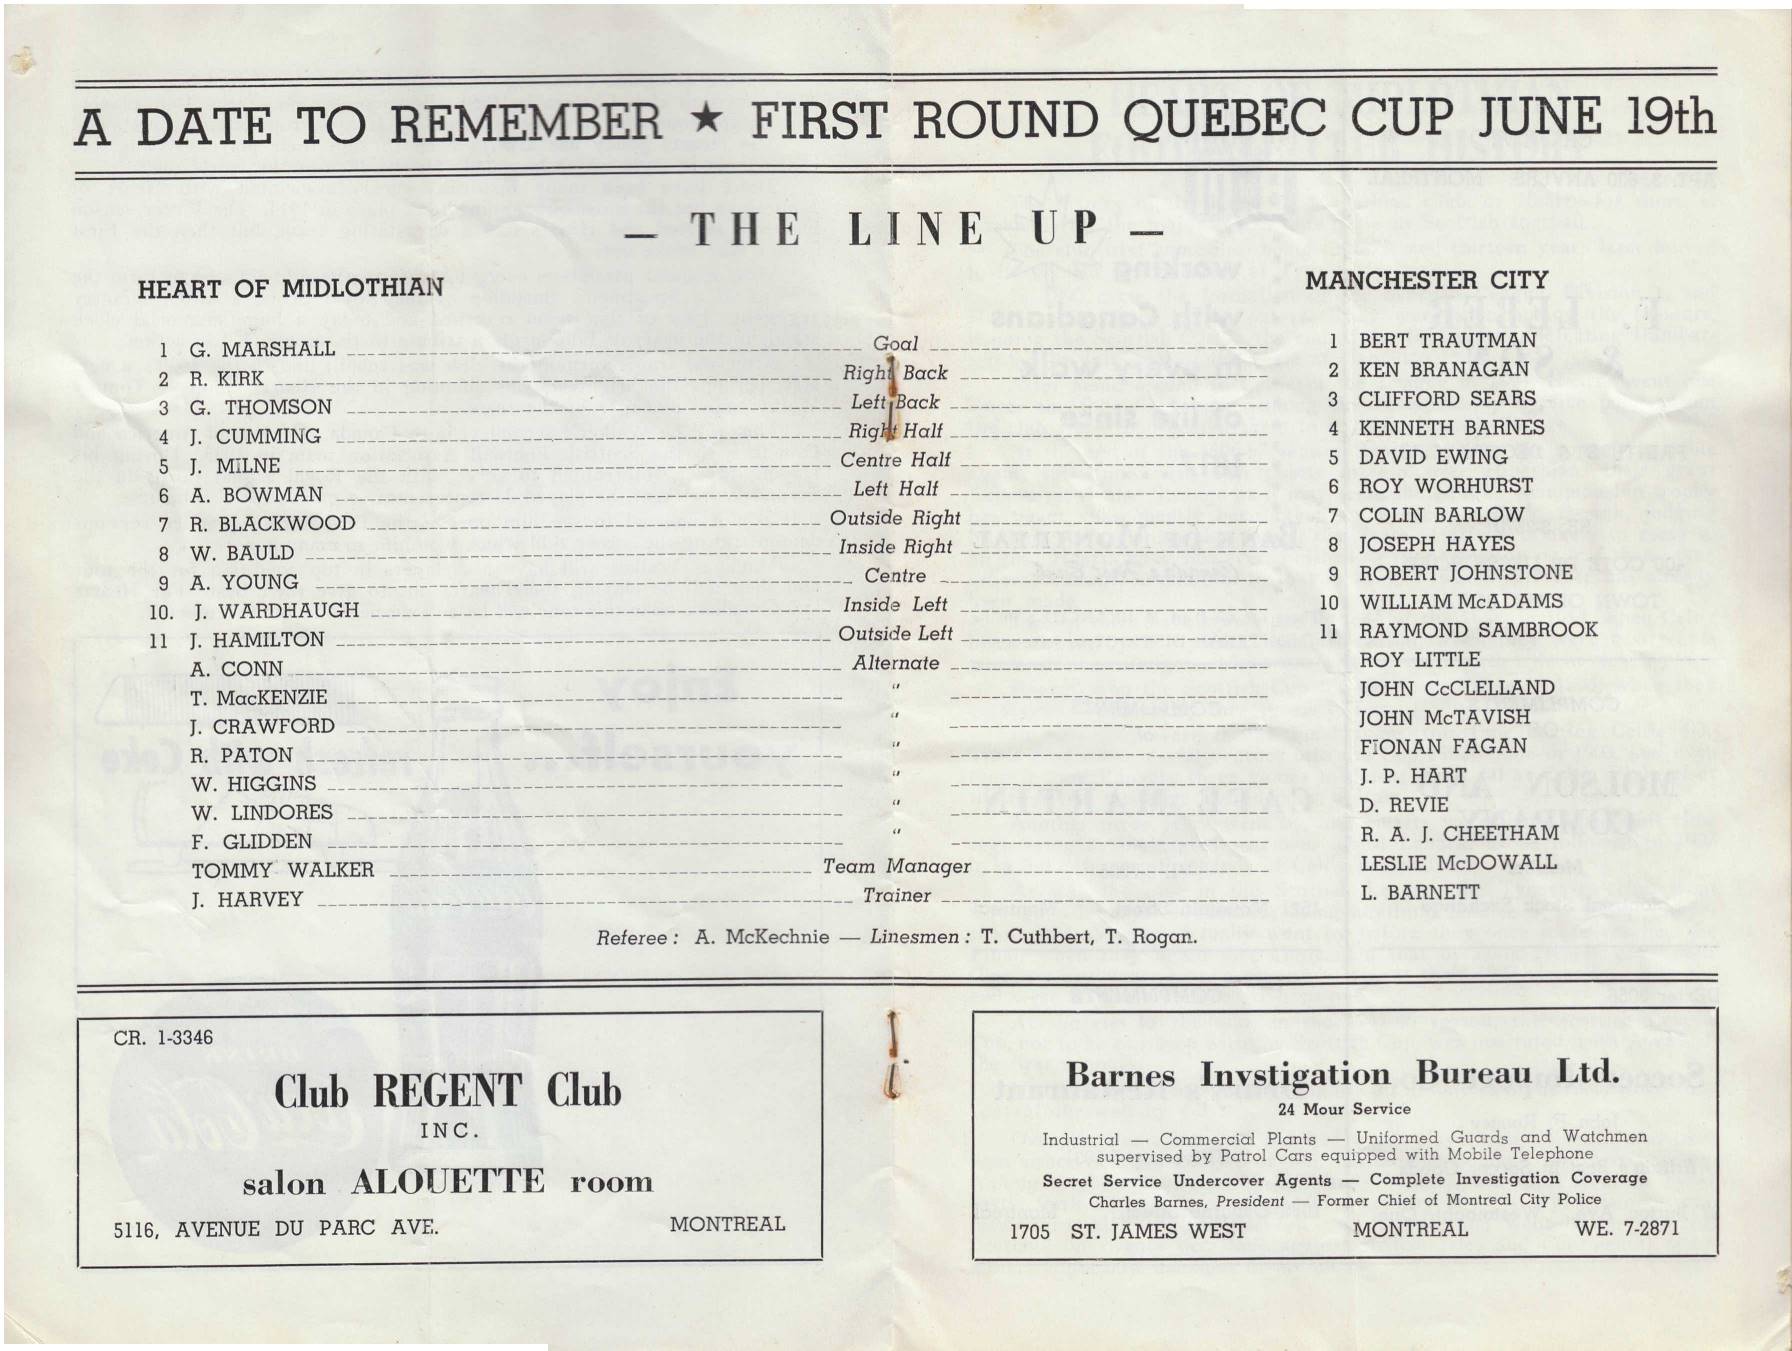 A DATE TO REMEMBER ★ FIRST ROUND QUEBEC CUP JUNE 19th
— THE LINE UP —
HEART OF MIDLOTHIAN MANCHESTER CITY
1 G. MARSHALL Goal 1 BERT TRAUTMAN
2 R. KIRK Right Back 2 KEN BRANAGAN
3 G. THOMSON Left Back 3 CLIFFORD SEARS
4 J. CUMMING Right Half 4 KENNETH BARNES
5 J. MILNE Centre Half 5 DAVID EWING
6 A. BOWMAN Left Half 6 ROY WORHURST
7 R. BLACKWOOD Outside Right 7 COLIN BARLOW
8 W. BAULD Inside Right 8 JOSEPH HAYES
9 A. YOUNG Centre 9 ROBERT JOHNSTONE
10. J. WARDHAUGH Inside Left 10 WILLIAM McADAMS
11 J. HAMILTON Outside Left 11 RAYMOND SAMBROOK
A. CONN Alternate ROY LITTLE
T. MacKENZIE " JOHN CcCLELLAND
J. CRAWFORD " JOHN McTAVISH
R. PATON " FIONAN FAGAN
W. HIGGINS " J. P. HART
W. LINDORES " D. REVIE
F. GLIDDEN " R. A. J. CHEETHAM
TOMMY WALKER Team Manager LESLIE McDOWALL
J. HARVEY Trainer L. BARNETT
Referee : A. McKechnie — Linesmen : T. Cuthbert, T. Rogan.
CR. 1-3346
Club REGENT Club
INC.
salon ALOUETTE room
5116, AVENUE DU PARC AVE. MONTREAL
Barnes Invstigation Bureau Ltd.
24 Mour Service
Industrial — Commercial Plants — Uniformed Guards and Watchmen
supervised by Patrol Cars equipped with Mobile Telephone
Secret Service Undercover Agents — Complete Investigation Coverage
Charles Barnes, President — Former Chief of Montreal City Police
1705 ST. JAMES WEST MONTREAL WE. 7-2871